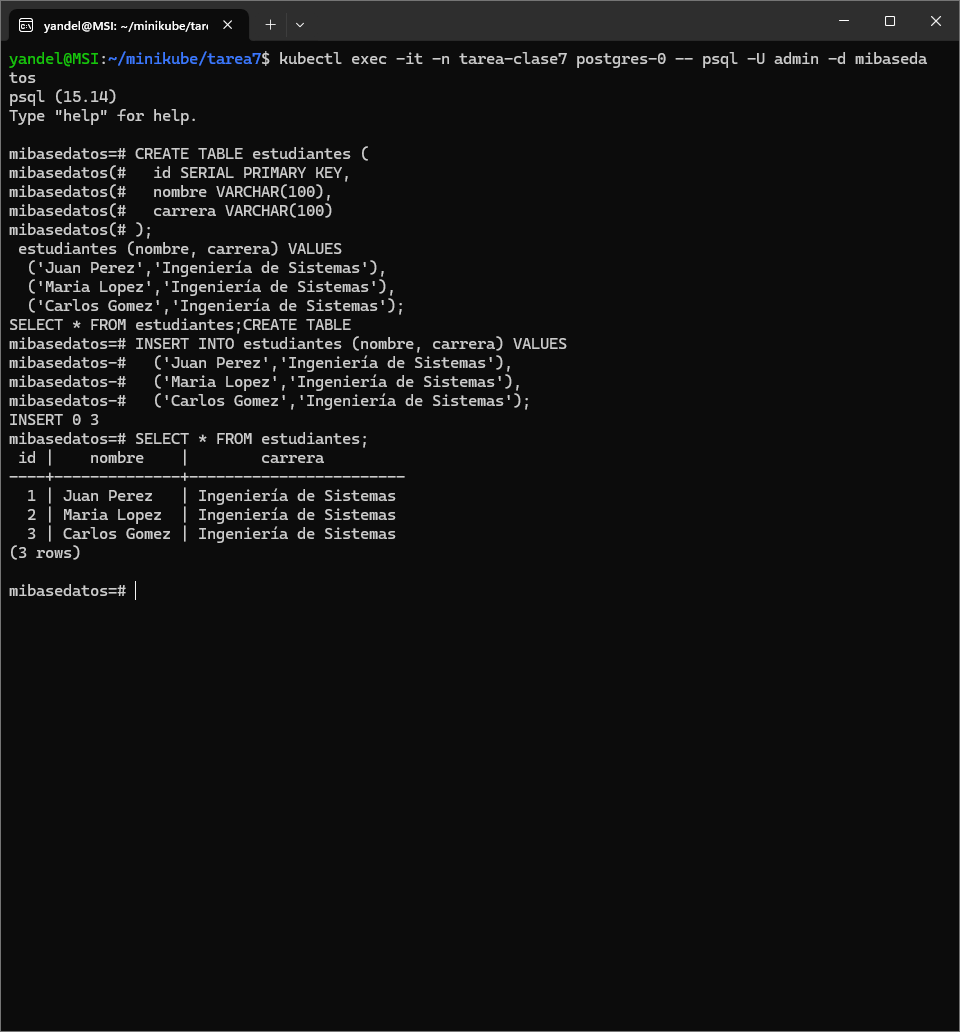 yandel@MSI: ~/minikube/tar
yandel@MSI:~/minikube/tarea7$ kubectl exec -it -n tarea-clase7 postgres-0 -- psql -U admin -d mibaseda
tos
psql (15.14)
Type "help" for help.

mibasedatos=# CREATE TABLE estudiantes (
mibasedatos(#   id SERIAL PRIMARY KEY,
mibasedatos(#   nombre VARCHAR(100),
mibasedatos(#   carrera VARCHAR(100)
mibasedatos(# );
 estudiantes (nombre, carrera) VALUES
  ('Juan Perez','Ingeniería de Sistemas'),
  ('Maria Lopez','Ingeniería de Sistemas'),
  ('Carlos Gomez','Ingeniería de Sistemas');
SELECT * FROM estudiantes;CREATE TABLE
mibasedatos=# INSERT INTO estudiantes (nombre, carrera) VALUES
mibasedatos-#   ('Juan Perez','Ingeniería de Sistemas'),
mibasedatos-#   ('Maria Lopez','Ingeniería de Sistemas'),
mibasedatos-#   ('Carlos Gomez','Ingeniería de Sistemas');
INSERT 0 3
mibasedatos=# SELECT * FROM estudiantes;
 id |    nombre    |        carrera
----+--------------+------------------------
  1 | Juan Perez   | Ingeniería de Sistemas
  2 | Maria Lopez  | Ingeniería de Sistemas
  3 | Carlos Gomez | Ingeniería de Sistemas
(3 rows)

mibasedatos=#